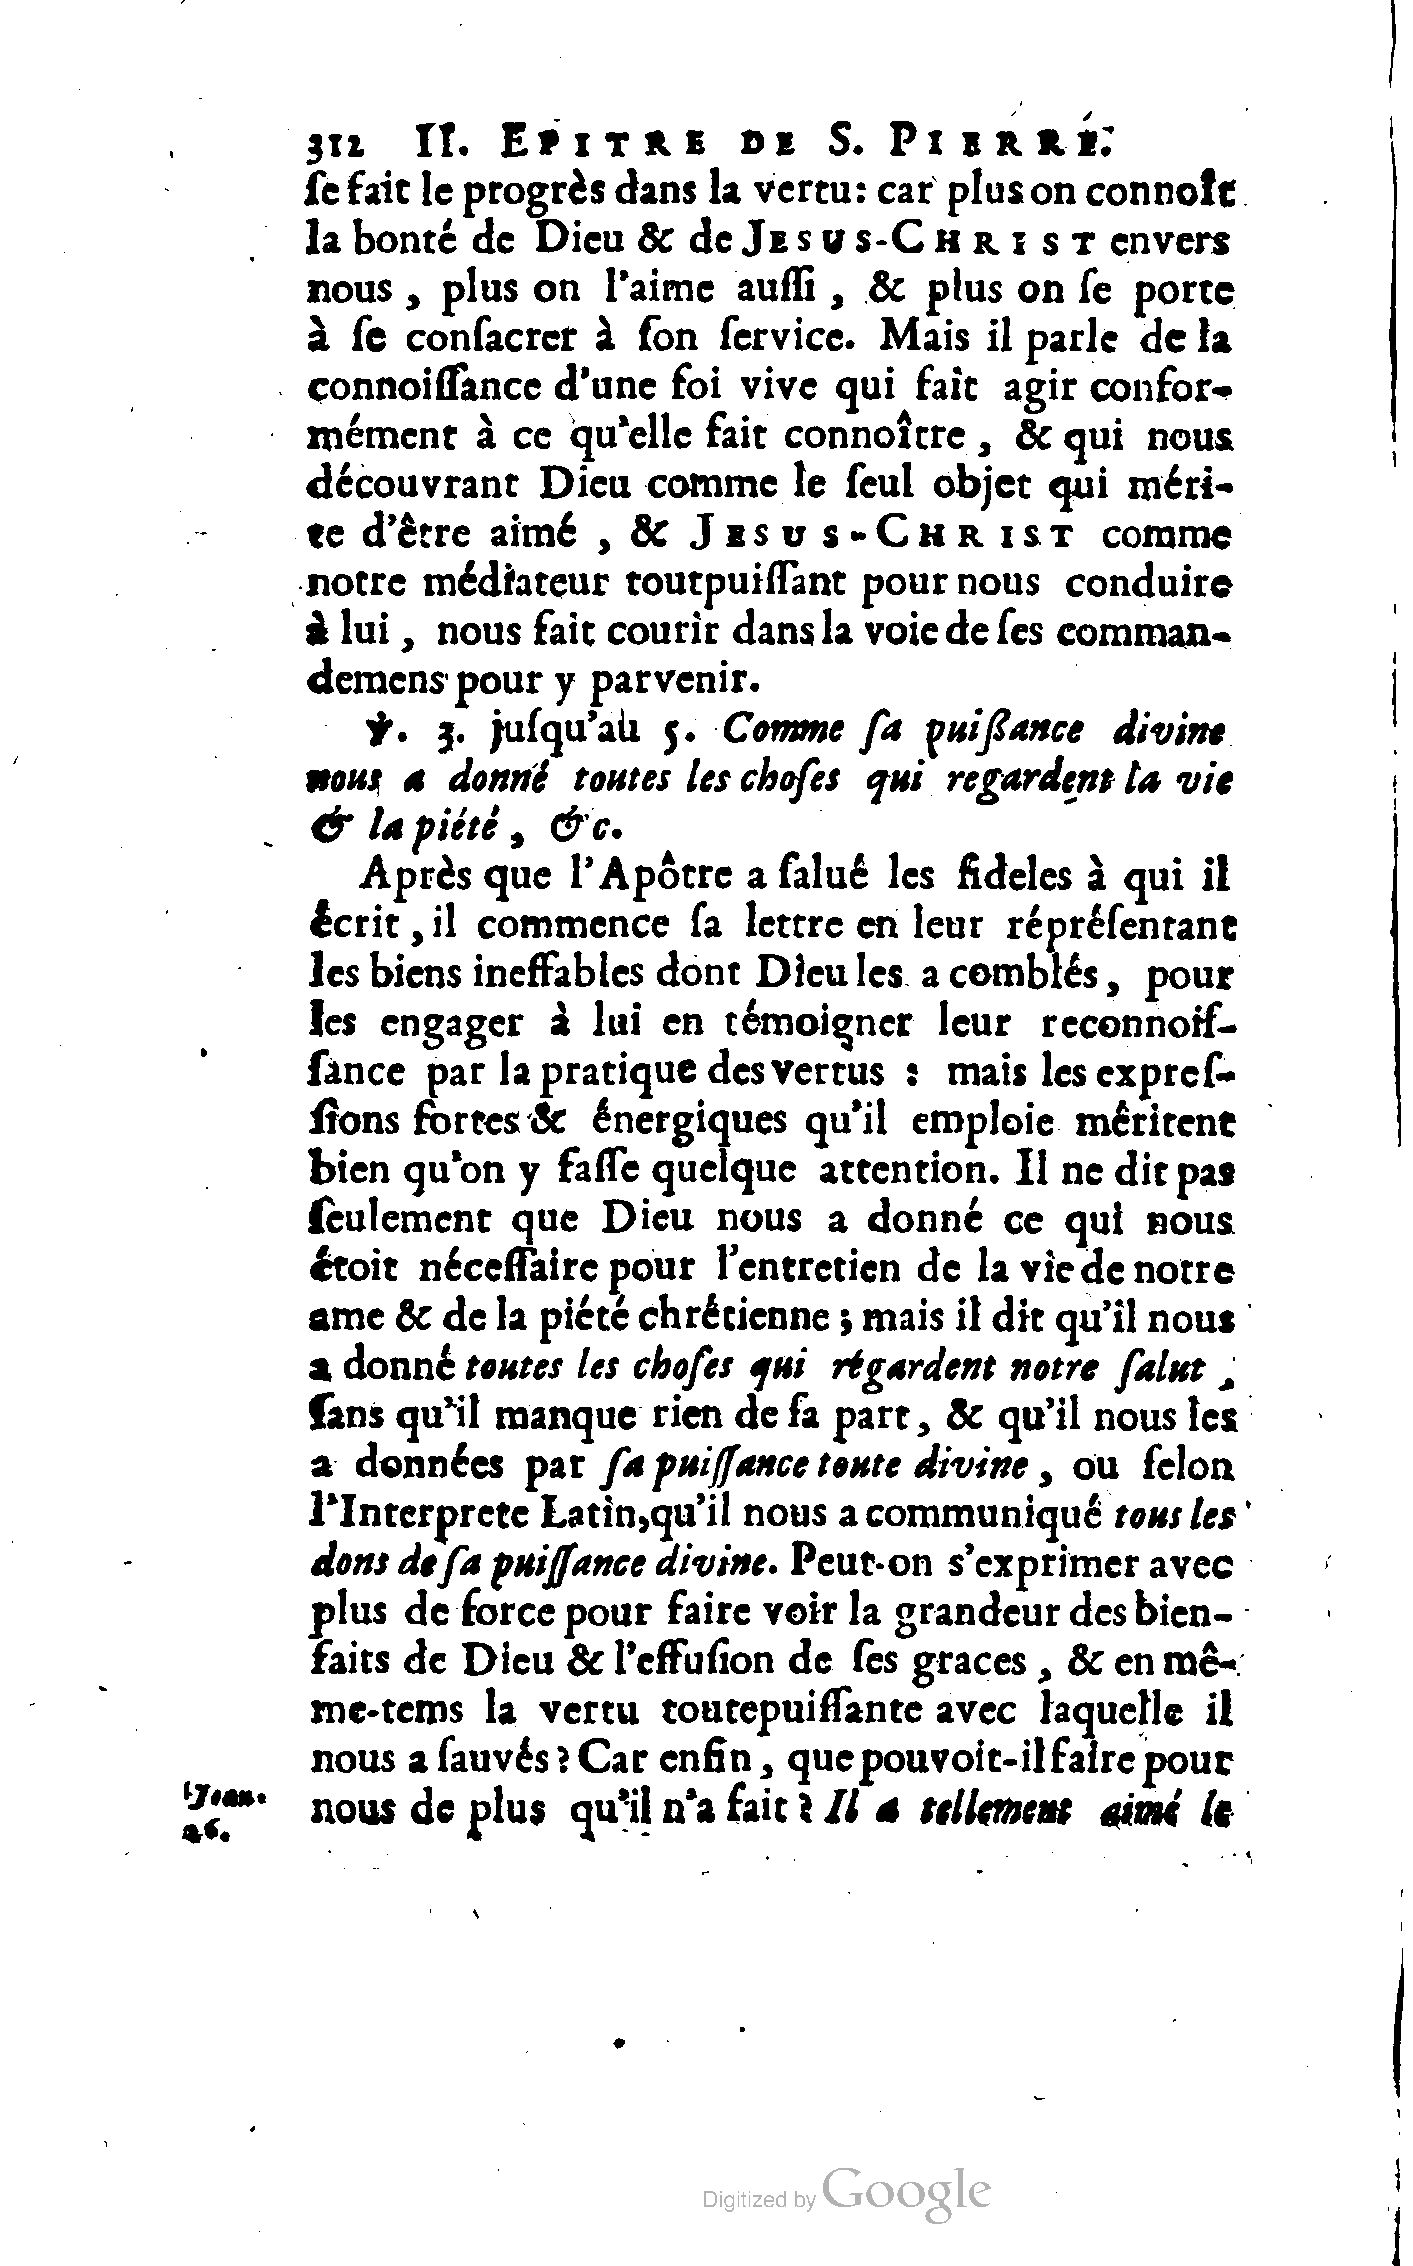 312 II. EPITRE DE S. PIERRE.
ſe fait le progrès dans la vertu: car plus on connoît
la bonté de Dieu & de JESUS-CHRIST envers
nous, plus on l'aime auſſi, & plus on ſe porte
à ſe conſacrer à ſon ſervice. Mais il parle de la
connoiſſance d'une foi vive qui fait agir confor-
mément à ce qu'elle fait connoître, & qui nous
découvrant Dieu comme le ſeul objet qui méri-
te d'être aimé, & JESUS-CHRIST comme
notre médiateur toutpuiſſant pour nous conduire
à lui, nous fait courir dans la voie de ſes comman-
demens pour y parvenir.
℣. 3. juſqu'au 5. Comme ſa puißance divine
nous a donné toutes les choſes qui regardent la vie
& la piété, &c.
Après que l'Apôtre a ſalué les fideles à qui il
écrit, il commence ſa lettre en leur répréſentant
les biens ineffables dont Dieu les a comblés, pour
les engager à lui en témoigner leur reconnoiſ-
ſance par la pratique des vertus : mais les expreſ-
ſions fortes & énergiques qu'il emploie méritent
bien qu'on y faſſe quelque attention. Il ne dit pas
ſeulement que Dieu nous a donné ce qui nous
étoit néceſſaire pour l'entretien de la vie de notre
ame & de la piété chrétienne ; mais il dit qu'il nous
a donné toutes les choſes qui régardent notre ſalut,
ſans qu'il manque rien de ſa part, & qu'il nous les
a données par ſa puiſſance toute divine, ou ſelon
l'Interprete Latin, qu'il nous a communiqué tous les
dons de ſa puiſſance divine. Peut-on s'exprimer avec
plus de force pour faire voir la grandeur des bien-
faits de Dieu & l'effuſion de ſes graces, & en mê-
me-tems la vertu toutepuiſſante avec laquelle il
nous a ſauvés ? Car enfin, que pouvoit-il faire pour
nous de plus qu'il n'a fait ? Il a tellement aimé le
Jean.
Digitized by Google